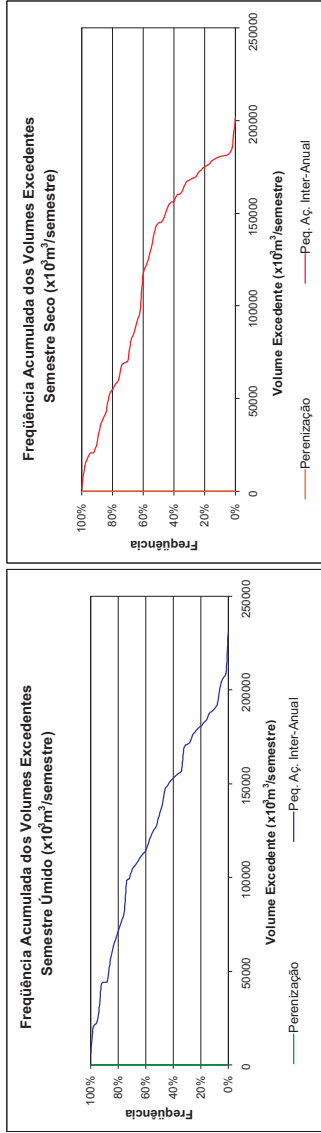 Freqüência Acumulada dos Volumes Excedentes
Semestre Úmido (x10³m³/semestre)
Freqüência
100%
80%
60%
40%
20%
0%
0
50000
100000
150000
200000
250000
Volume Excedente (x10³m³/semestre)
Perenização
Peq. Aç. Inter-Anual
Freqüência Acumulada dos Volumes Excedentes
Semestre Seco (x10³m³/semestre)
Freqüência
100%
80%
60%
40%
20%
0%
0
50000
100000
150000
200000
250000
Volume Excedente (x10³m³/semestre)
Perenização
Peq. Aç. Inter-Anual